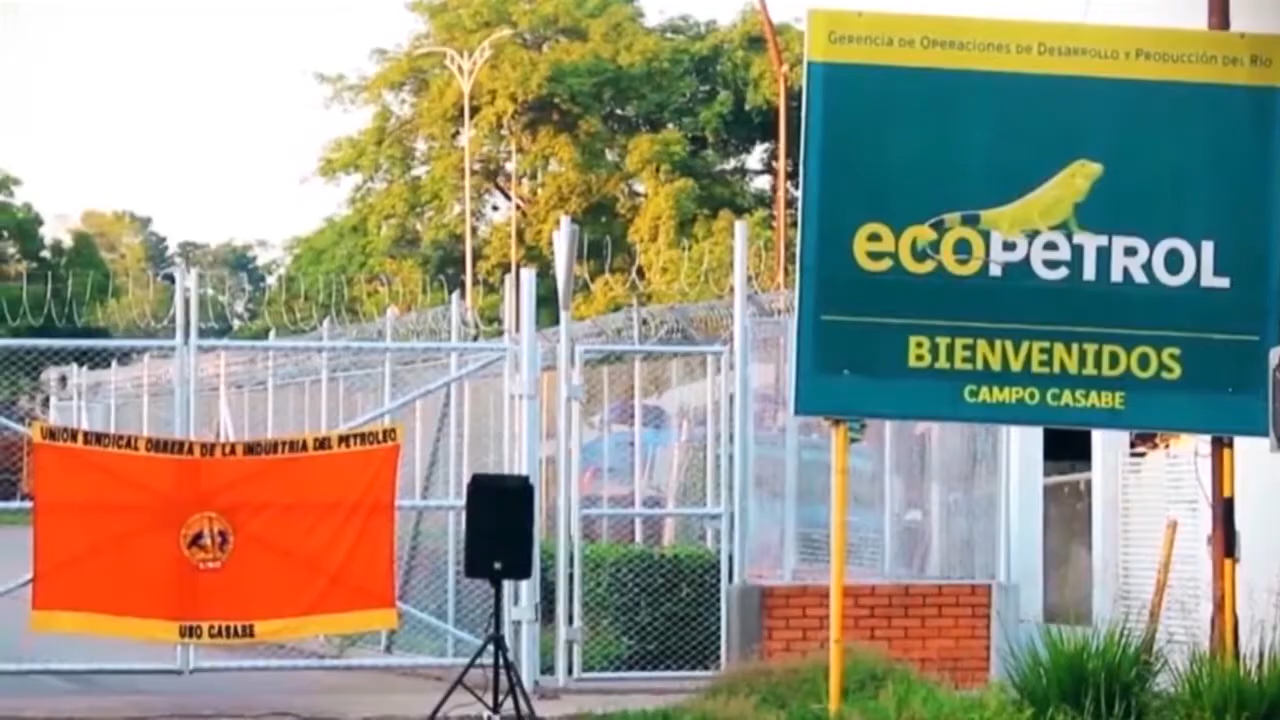 Gerencia de Operaciones de Desarrollo y Producción del Río
ecopetrol
BIENVENIDOS
CAMPO CASABE
UNION SINDICAL OBRERA DE LA INDUSTRIA DEL PETROLEO
USO CASABE